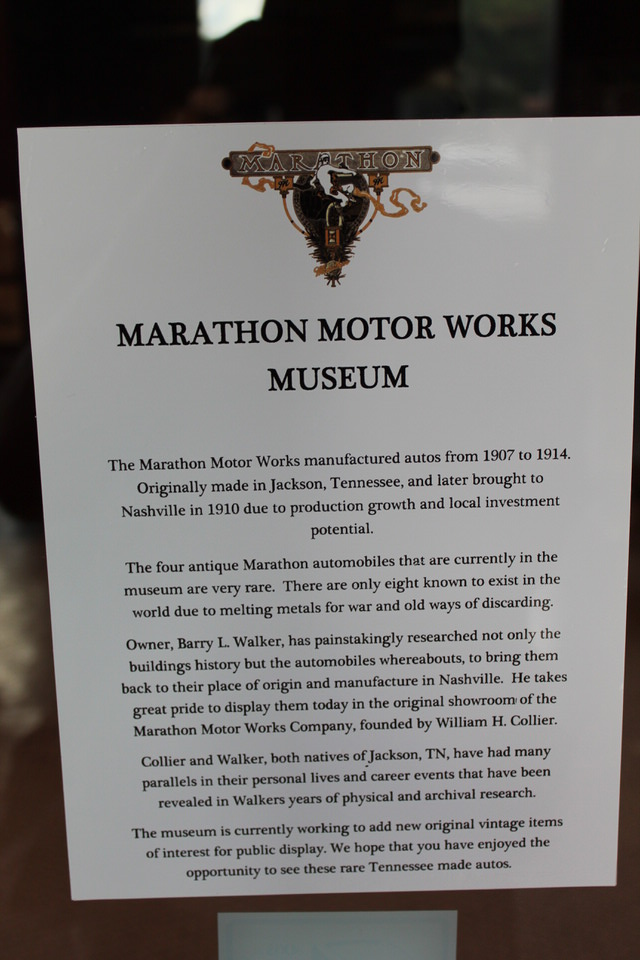 MARATHON
MARATHON MOTOR WORKS
MUSEUM
The Marathon Motor Works manufactured autos from 1907 to 1914.
Originally made in Jackson, Tennessee, and later brought to
Nashville in 1910 due to production growth and local investment
potential.
The four antique Marathon automobiles that are currently in the
museum are very rare. There are only eight known to exist in the
world due to melting metals for war and old ways of discarding.
Owner, Barry L. Walker, has painstakingly researched not only the
buildings history but the automobiles whereabouts, to bring them
back to their place of origin and manufacture in Nashville. He takes
great pride to display them today in the original showroom of the
Marathon Motor Works Company, founded by William H. Collier.
Collier and Walker, both natives of Jackson, TN, have had many
parallels in their personal lives and career events that have been
revealed in Walkers years of physical and archival research.
The museum is currently working to add new original vintage items
of interest for public display. We hope that you have enjoyed the
opportunity to see these rare Tennessee made autos.